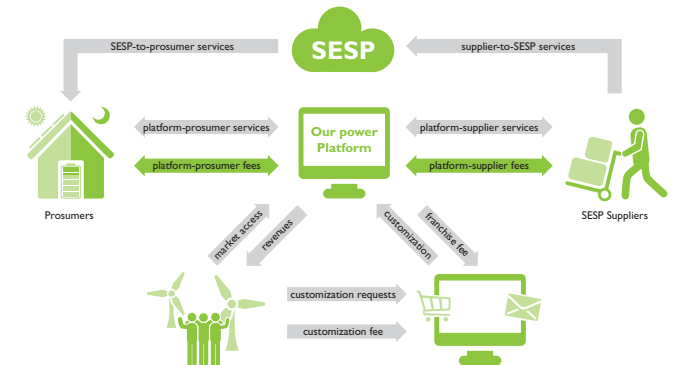 SESP
SESP-to-prosumer services
supplier-to-SESP services
platform-prosumer services
Our power
Platform
platform-supplier services
platform-prosumer fees
platform-supplier fees
Prosumers
SESP Suppliers
market access
revenues
customization
franchise fee
customization requests
customization fee